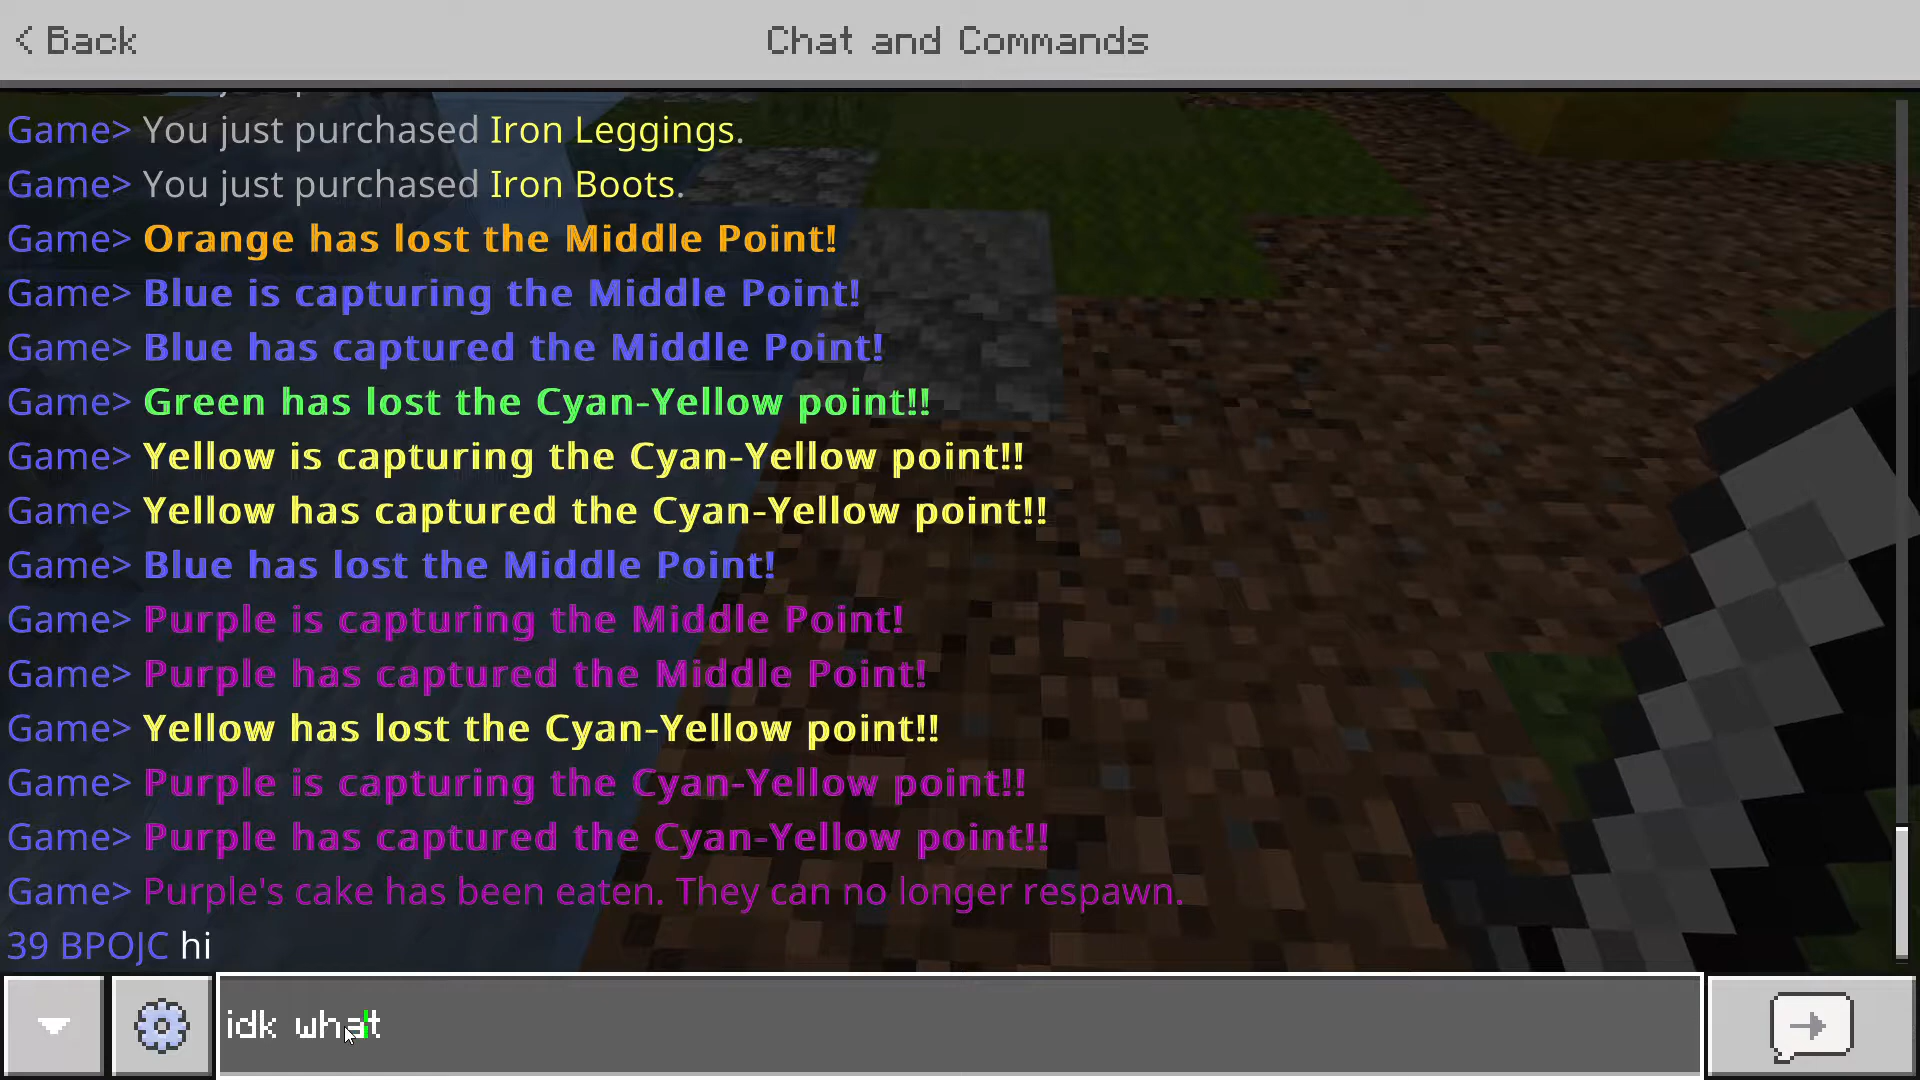 < Back
Chat and Commands
Game> You just purchased Iron Leggings.
Game> You just purchased Iron Boots.
Game> Orange has lost the Middle Point!
Game> Blue is capturing the Middle Point!
Game> Blue has captured the Middle Point!
Game> Green has lost the Cyan-Yellow point!!
Game> Yellow is capturing the Cyan-Yellow point!!
Game> Yellow has captured the Cyan-Yellow point!!
Game> Blue has lost the Middle Point!
Game> Purple is capturing the Middle Point!
Game> Purple has captured the Middle Point!
Game> Yellow has lost the Cyan-Yellow point!!
Game> Purple is capturing the Cyan-Yellow point!!
Game> Purple has captured the Cyan-Yellow point!!
Game> Purple's cake has been eaten. They can no longer respawn.
39 BPOJC hi
idk what